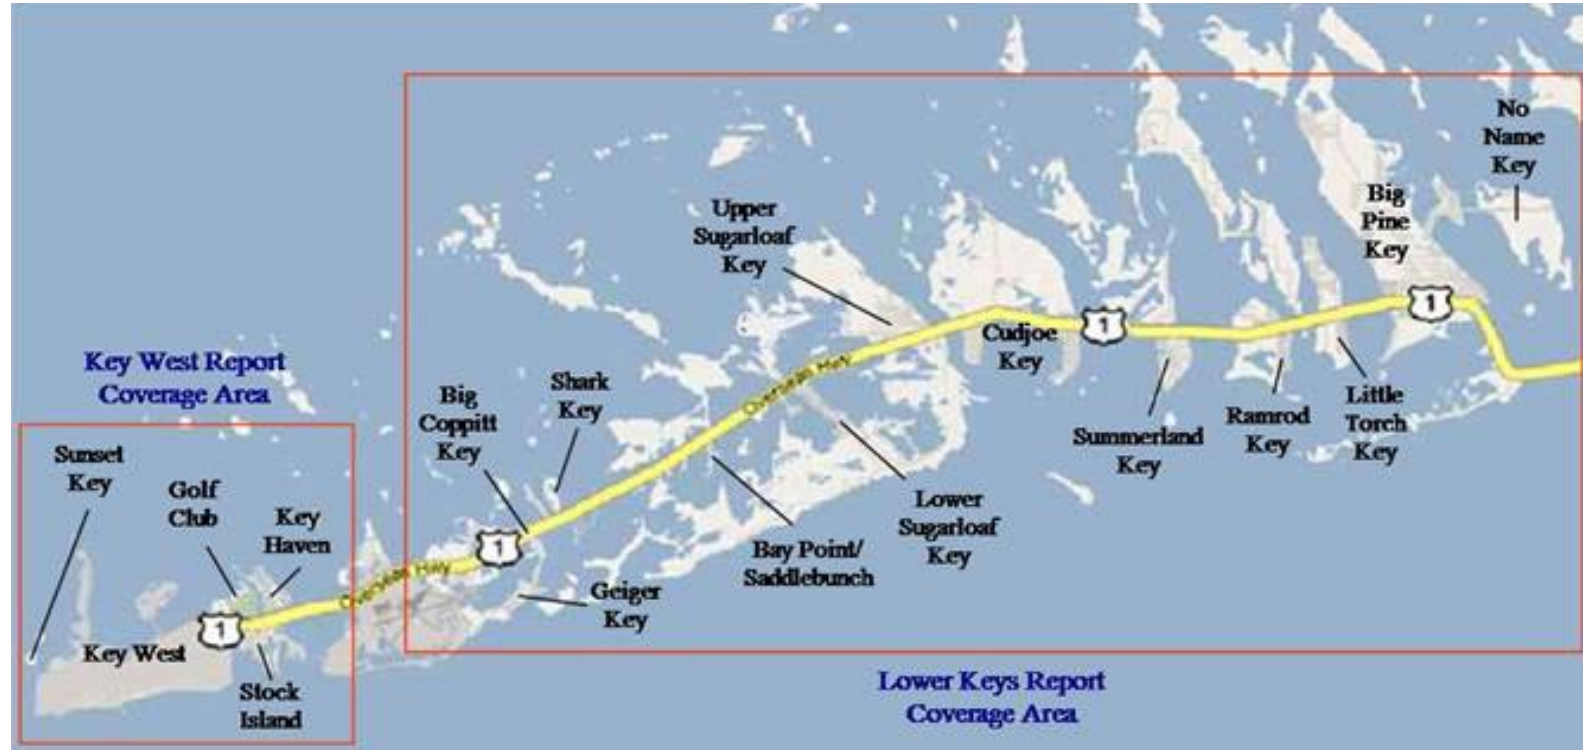 No
Name
Key
Big
Pine
Key
Upper
Sugarloaf
Key
1
1
Cudjoe
Key
Key West Report
Coverage Area
Overseas Hwy
Shark
Key
Big
Coppitt
Key
Little
Torch
Key
Ramrod
Key
Summerland
Key
Sunset
Key
Golf
Club
Key
Haven
Lower
Sugarloaf
Key
1
Bay Point/
Saddlebunch
Overseas Hwy
Geiger
Key
1
Key West
Stock
Island
Lower Keys Report
Coverage Area